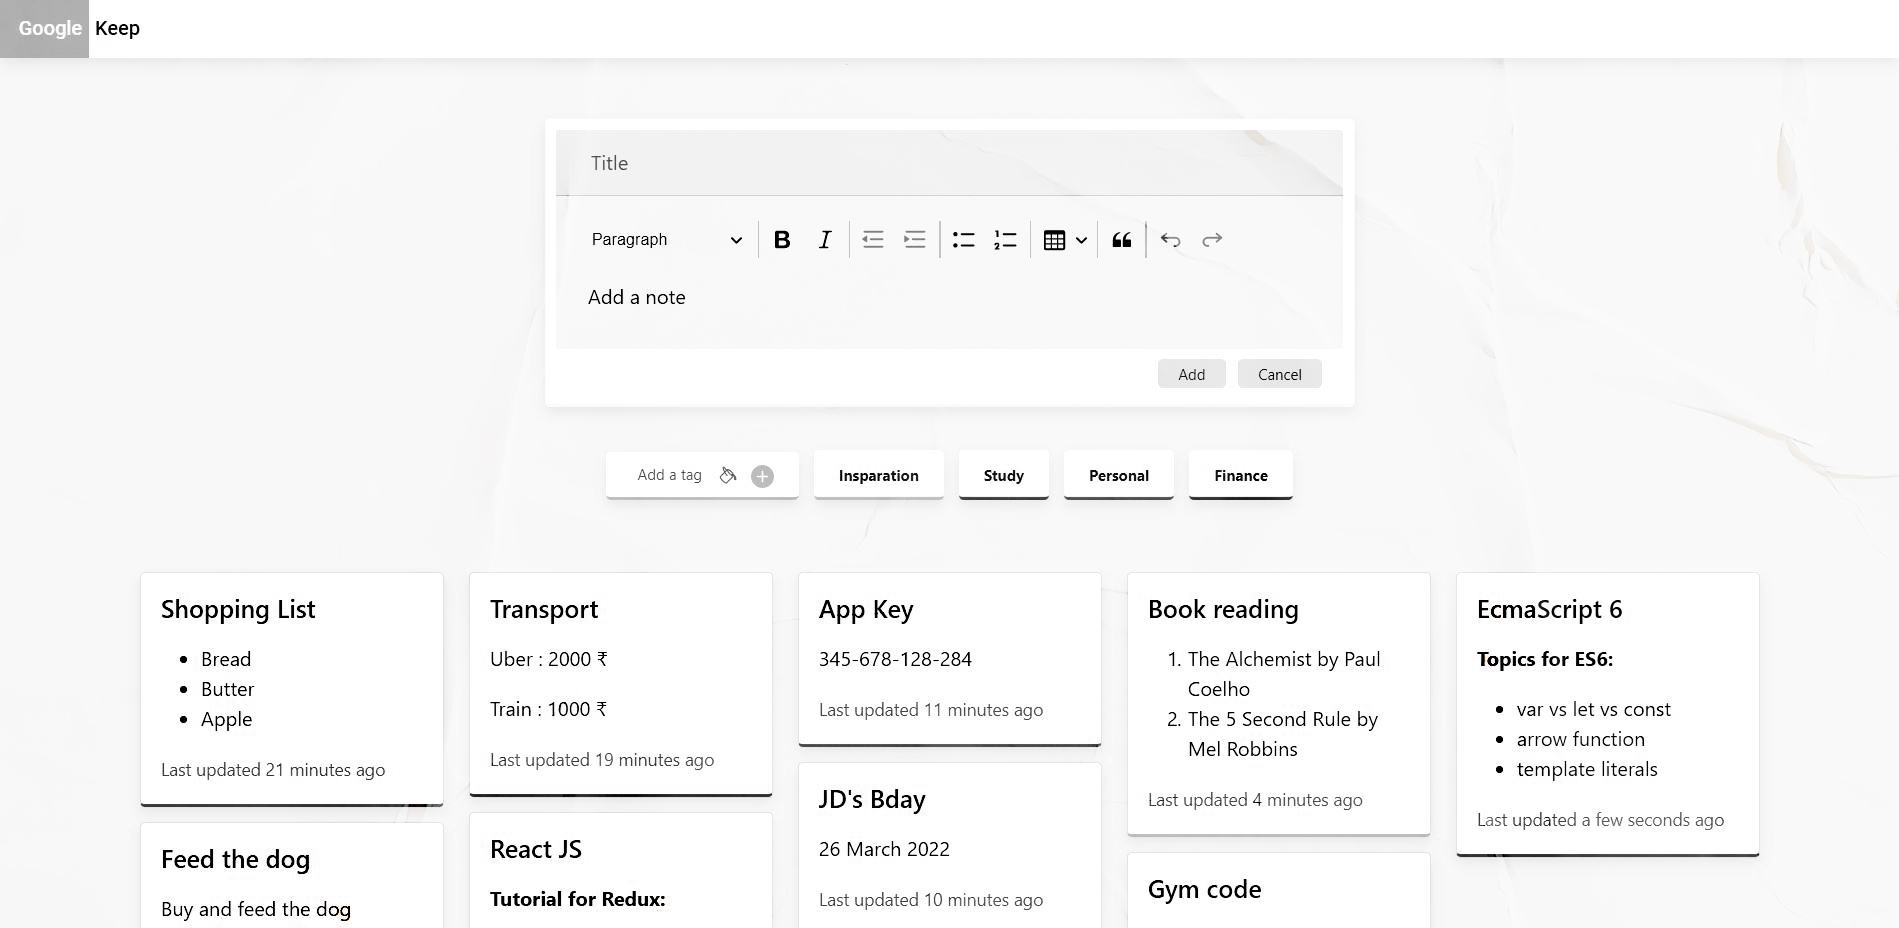 Google Keep
Title
Paragraph
Add a note
Add Cancel
Add a tag
Insparation
Study
Personal
Finance
Shopping List
Bread
Butter
Apple
Last updated 21 minutes ago
Feed the dog
Buy and feed the dog
Transport
Uber : 2000 ₹
Train : 1000 ₹
Last updated 19 minutes ago
React JS
Tutorial for Redux:
App Key
345-678-128-284
Last updated 11 minutes ago
JD's Bday
26 March 2022
Last updated 10 minutes ago
Book reading
1. The Alchemist by Paul
Coelho
2. The 5 Second Rule by
Mel Robbins
Last updated 4 minutes ago
Gym code
EcmaScript 6
Topics for ES6:
var vs let vs const
arrow function
template literals
Last updated a few seconds ago